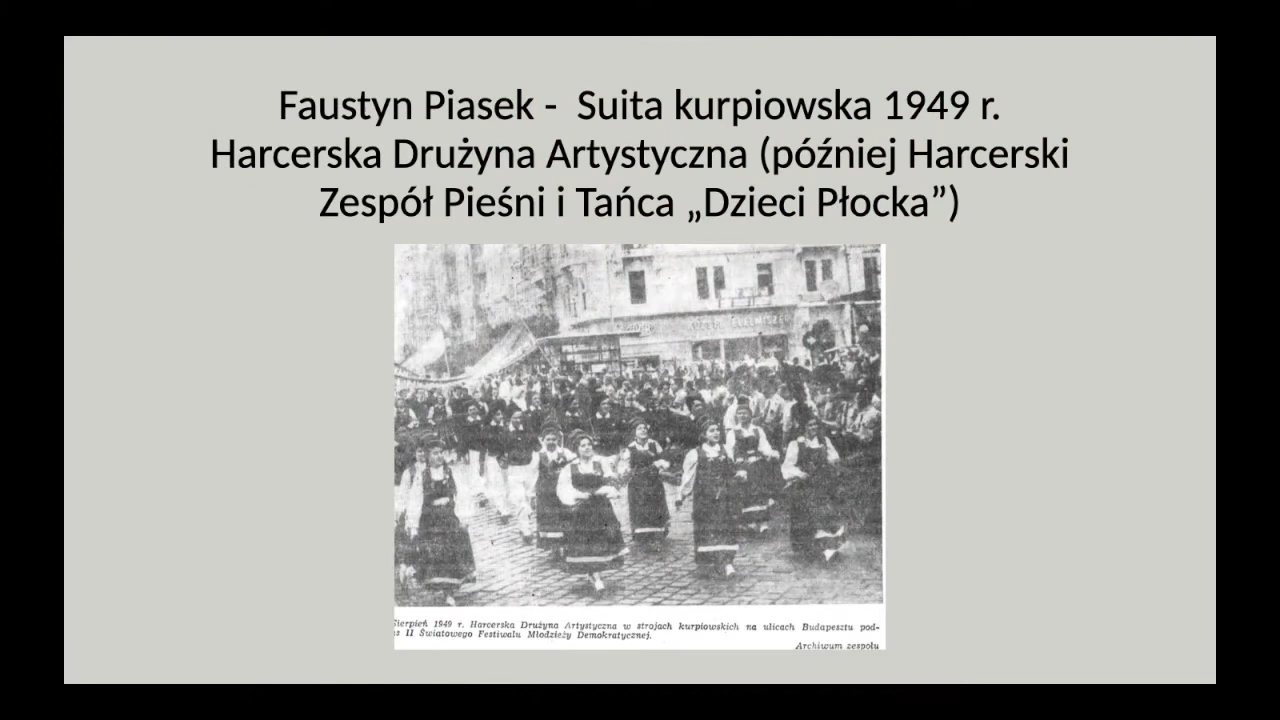 Faustyn Piasek - Suita kurpiowska 1949 r.
Harcerska Drużyna Artystyczna (później Harcerski
Zespół Pieśni i Tańca „Dzieci Płocka”)
Sierpień 1949 r. Harcerska Drużyna Artystyczna w strojach kurpiowskich na ulicach Budapesztu pod-
as II Światowego Festiwalu Młodzieży Demokratycznej.
Archiwum zespołu